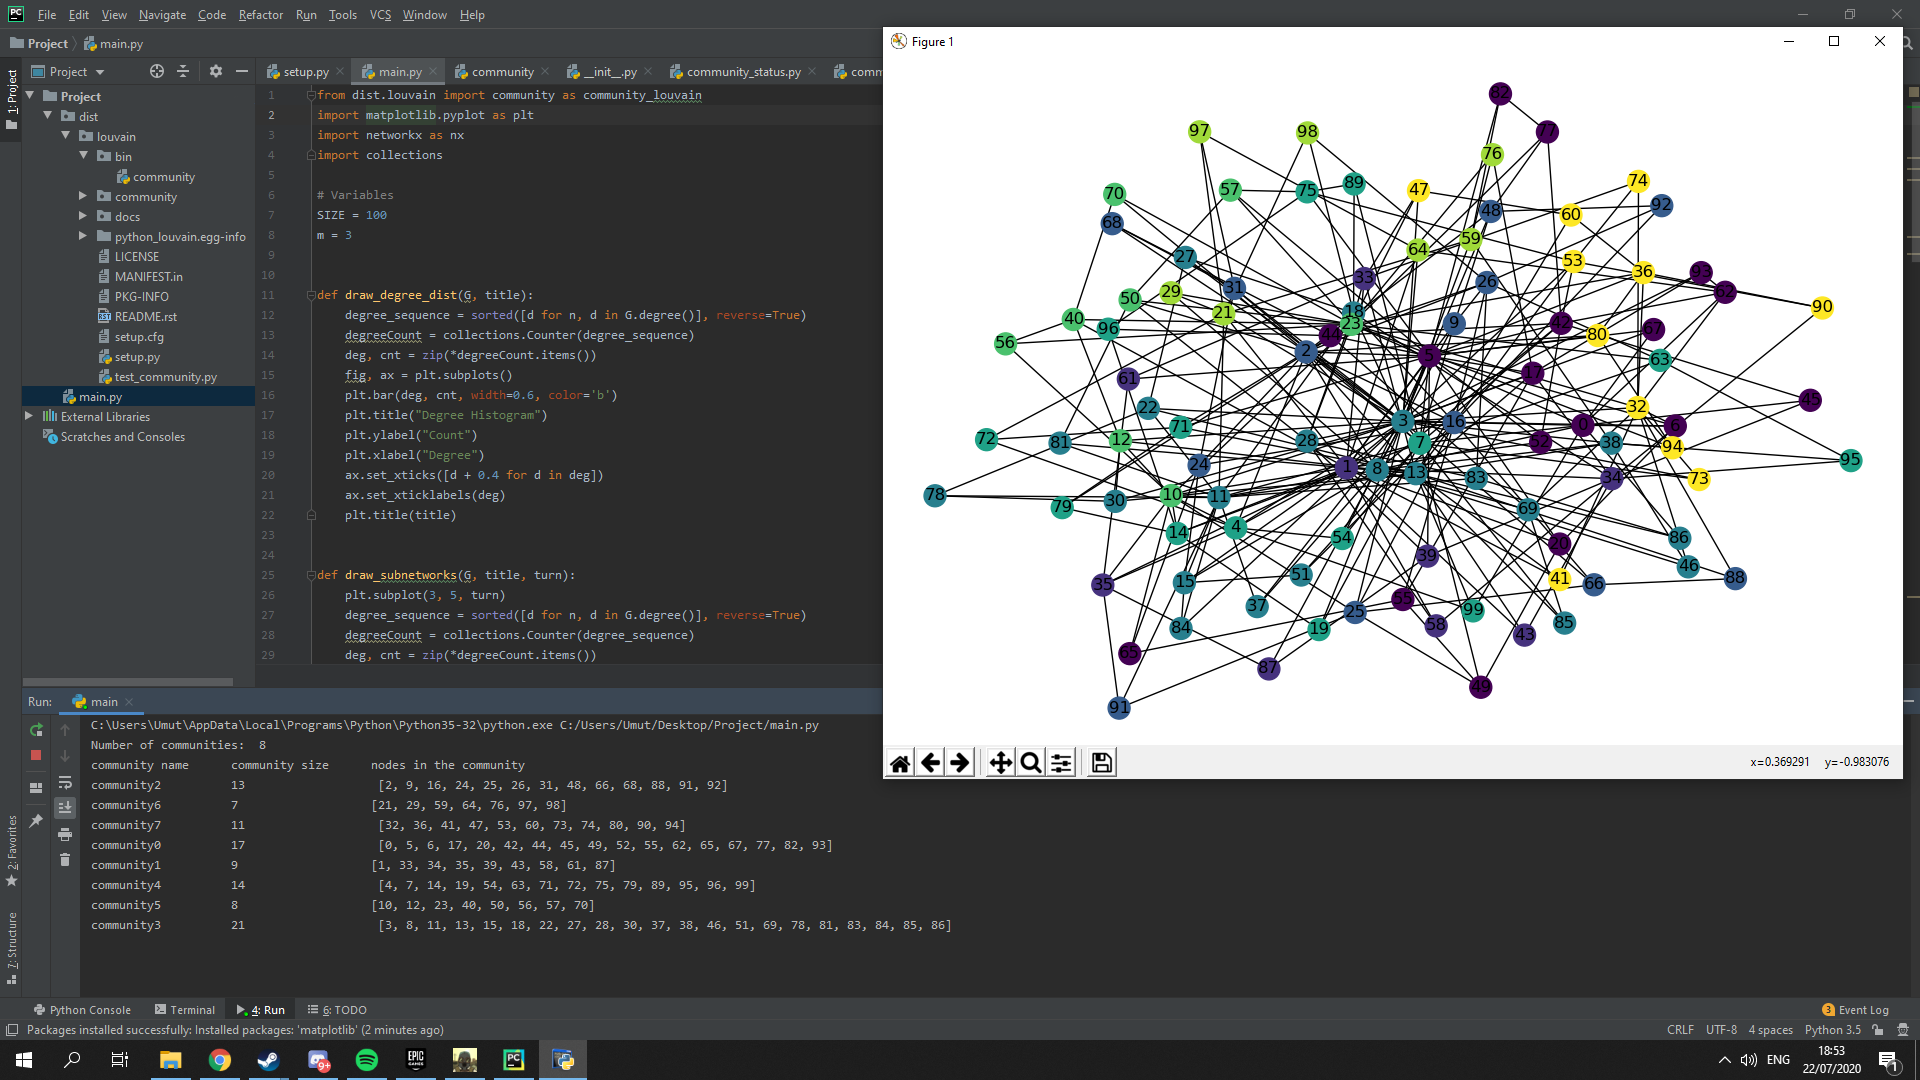 File Edit View Navigate Code Refactor Run Tools VCS Window Help
Project main.py
Project
setup.py main.py community __init__.py community_status.py comm
1: Project
Project
dist
louvain
bin
community
community
docs
python_louvain.egg-info
LICENSE
MANIFEST.in
PKG-INFO
README.rst
setup.cfg
setup.py
test_community.py
main.py
External Libraries
Scratches and Consoles
1 from dist.louvain import community as community_louvain
2 import matplotlib.pyplot as plt
3 import networkx as nx
4 import collections
5
6 # Variables
7 SIZE = 100
8 m = 3
9
10
11 def draw_degree_dist(G, title):
12 degree_sequence = sorted([d for n, d in G.degree()], reverse=True)
13 degreeCount = collections.Counter(degree_sequence)
14 deg, cnt = zip(*degreeCount.items())
15 fig, ax = plt.subplots()
16 plt.bar(deg, cnt, width=0.6, color='b')
17 plt.title("Degree Histogram")
18 plt.ylabel("Count")
19 plt.xlabel("Degree")
20 ax.set_xticks([d + 0.4 for d in deg])
21 ax.set_xticklabels(deg)
22 plt.title(title)
23
24
25 def draw_subnetworks(G, title, turn):
26 plt.subplot(3, 5, turn)
27 degree_sequence = sorted([d for n, d in G.degree()], reverse=True)
28 degreeCount = collections.Counter(degree_sequence)
29 deg, cnt = zip(*degreeCount.items())
Figure 1
82
97 98 77
76
70 57 75 89 47 74
68 48 60 92
59
27 64 53
31 33 26 36 93
50 29 62
40 96 21 18 23 9 42 90
56 44 80 67
2 5 63
61 17
22 32 45
71 3 16 0 6
72 81 12 28 7 52 38 94
24 1 8 13 83 34 73 95
78 30 10 11
79 14 4 54 69 86
39 20 46
35 15 51 41 66 88
37 25 55 99
84 19 58 43 85
65 87
49
91
x=0.369291 y=-0.983076
Run: main
C:\Users\Umut\AppData\Local\Programs\Python\Python35-32\python.exe C:/Users/Umut/Desktop/Project/main.py
Number of communities: 8
community name community size nodes in the community
community2 13 [2, 9, 16, 24, 25, 26, 31, 48, 66, 68, 88, 91, 92]
community6 7 [21, 29, 59, 64, 76, 97, 98]
community7 11 [32, 36, 41, 47, 53, 60, 73, 74, 80, 90, 94]
community0 17 [0, 5, 6, 17, 20, 42, 44, 45, 49, 52, 55, 62, 65, 67, 77, 82, 93]
community1 9 [1, 33, 34, 35, 39, 43, 58, 61, 87]
community4 14 [4, 7, 14, 19, 54, 63, 71, 72, 75, 79, 89, 95, 96, 99]
community5 8 [10, 12, 23, 40, 50, 56, 57, 70]
community3 21 [3, 8, 11, 13, 15, 18, 22, 27, 28, 30, 37, 38, 46, 51, 69, 78, 81, 83, 84, 85, 86]
2: Favorites
7: Structure
Python Console Terminal 4: Run 6: TODO
3 Event Log
Packages installed successfully: Installed packages: 'matplotlib' (2 minutes ago)
CRLF UTF-8 4 spaces Python 3.5
PC
9+
EPIC GAMES
PC
ENG
18:53
22/07/2020
1